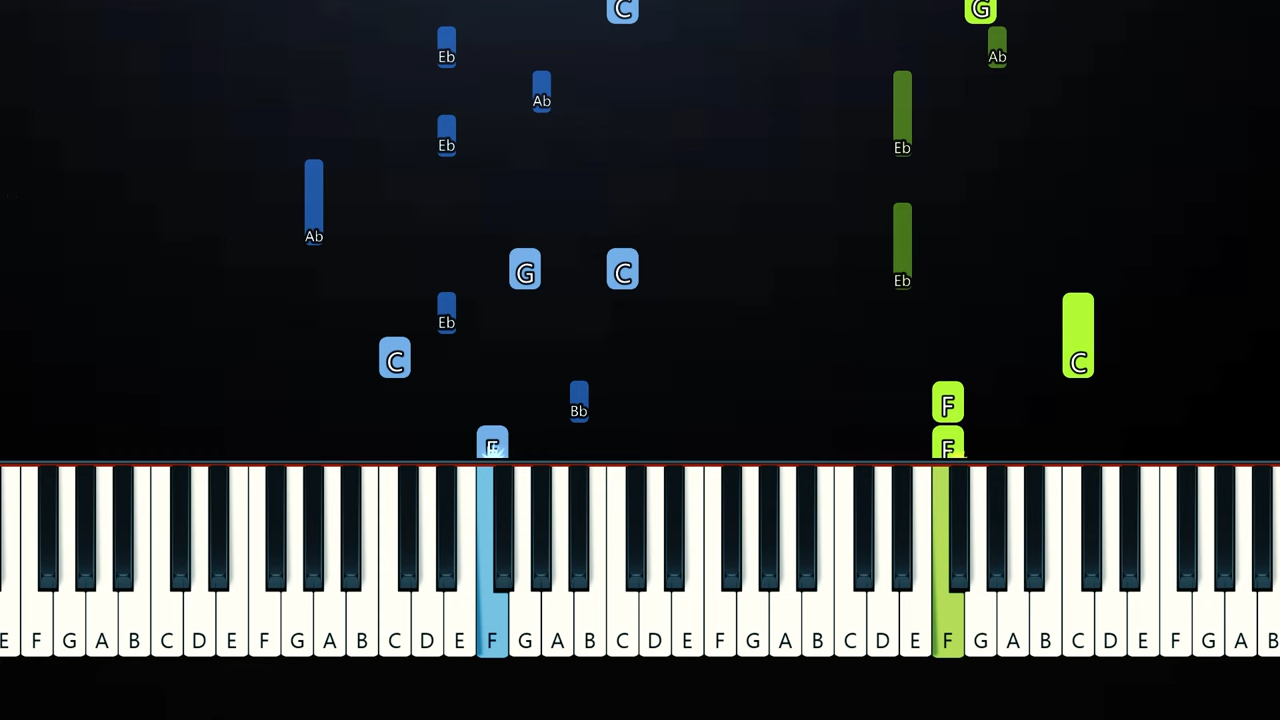 C G
Eb Ab
Ab
Eb Eb
Ab
Eb
G C
Eb
C C
F
Bb
F F
E F G A B C D E F G A B C D E F G A B C D E F G A B C D E F G A B C D E F G A B